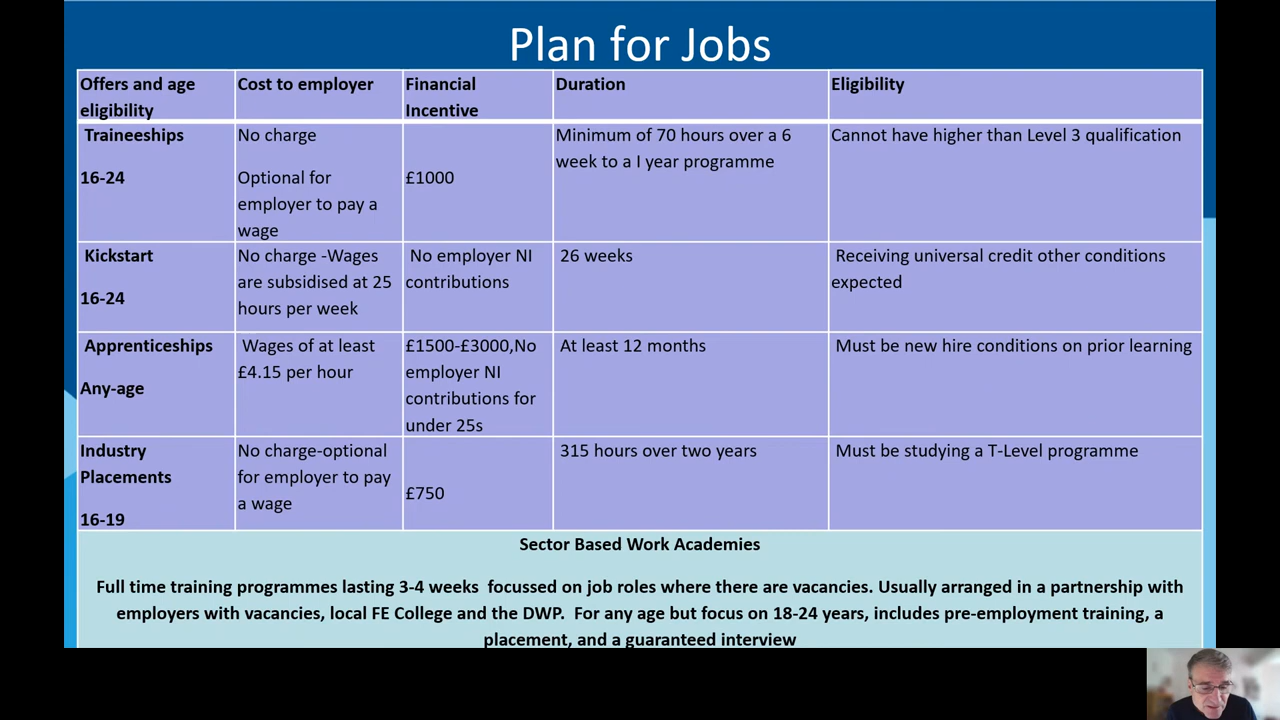 Plan for Jobs
Offers and age
eligibility
Cost to employer
Financial
Incentive
Duration
Eligibility
Traineeships
16-24
No charge
Optional for
employer to pay a
wage
£1000
Minimum of 70 hours over a 6
week to a I year programme
Cannot have higher than Level 3 qualification
Kickstart
16-24
No charge -Wages
are subsidised at 25
hours per week
No employer NI
contributions
26 weeks
Receiving universal credit other conditions
expected
Apprenticeships
Any-age
Wages of at least
£4.15 per hour
£1500-£3000,No
employer NI
contributions for
under 25s
At least 12 months
Must be new hire conditions on prior learning
Industry
Placements
16-19
No charge-optional
for employer to pay
a wage
£750
315 hours over two years
Must be studying a T-Level programme
Sector Based Work Academies
Full time training programmes lasting 3-4 weeks focussed on job roles where there are vacancies. Usually arranged in a partnership with
employers with vacancies, local FE College and the DWP. For any age but focus on 18-24 years, includes pre-employment training, a
placement, and a guaranteed interview